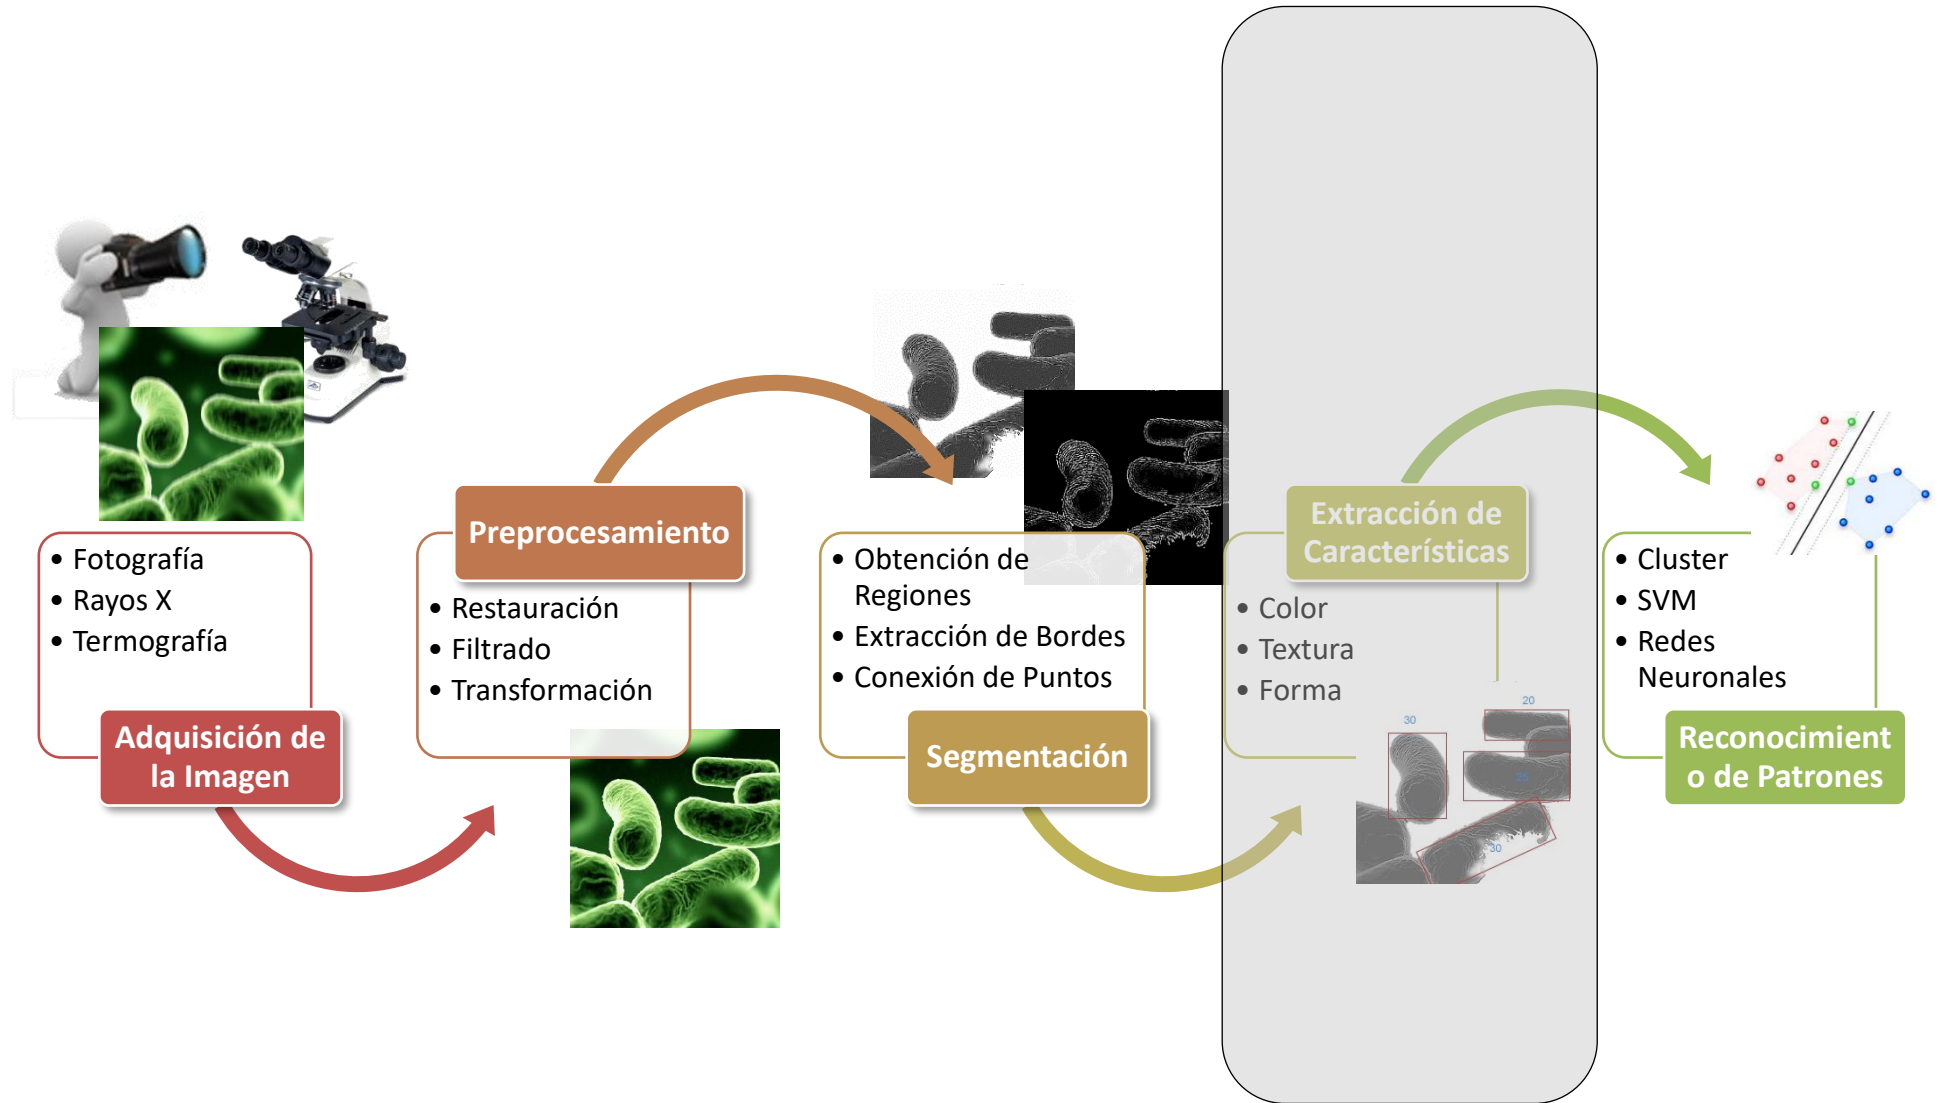 • Fotografía
• Rayos X
• Termografía
Adquisición de
la Imagen
Preprocesamiento
• Restauración
• Filtrado
• Transformación
• Obtención de
Regiones
• Extracción de Bordes
• Conexión de Puntos
Segmentación
Extracción de
Características
• Color
• Textura
• Forma
20
30
35
30
• Cluster
• SVM
• Redes
Neuronales
Reconocimient
o de Patrones